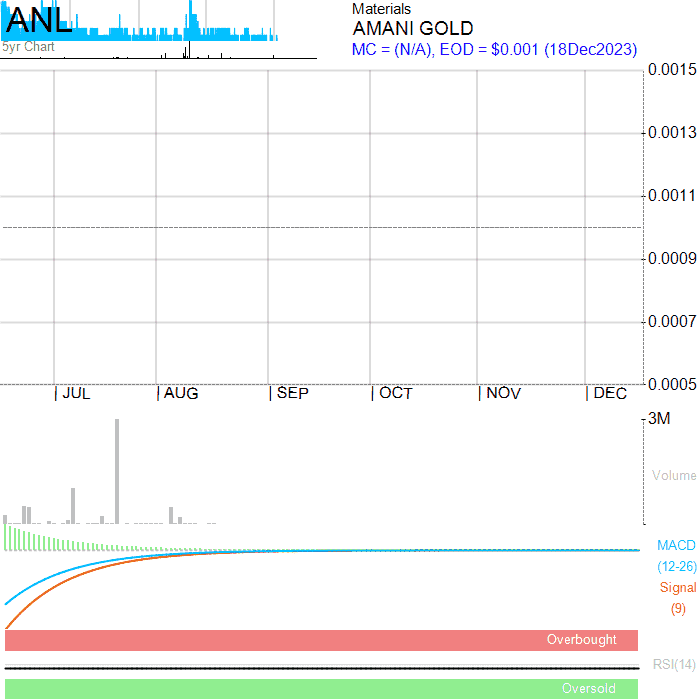 ANL
5yr Chart
Materials
AMANI GOLD
MC = (N/A), EOD = $0.001 (18Dec2023)
0.0015
0.0013
0.0011
0.0009
0.0007
0.0005
JUL AUG SEP OCT NOV DEC
3M
Volume
MACD
(12-26)
Signal
(9)
Overbought
RSI(14)
Oversold